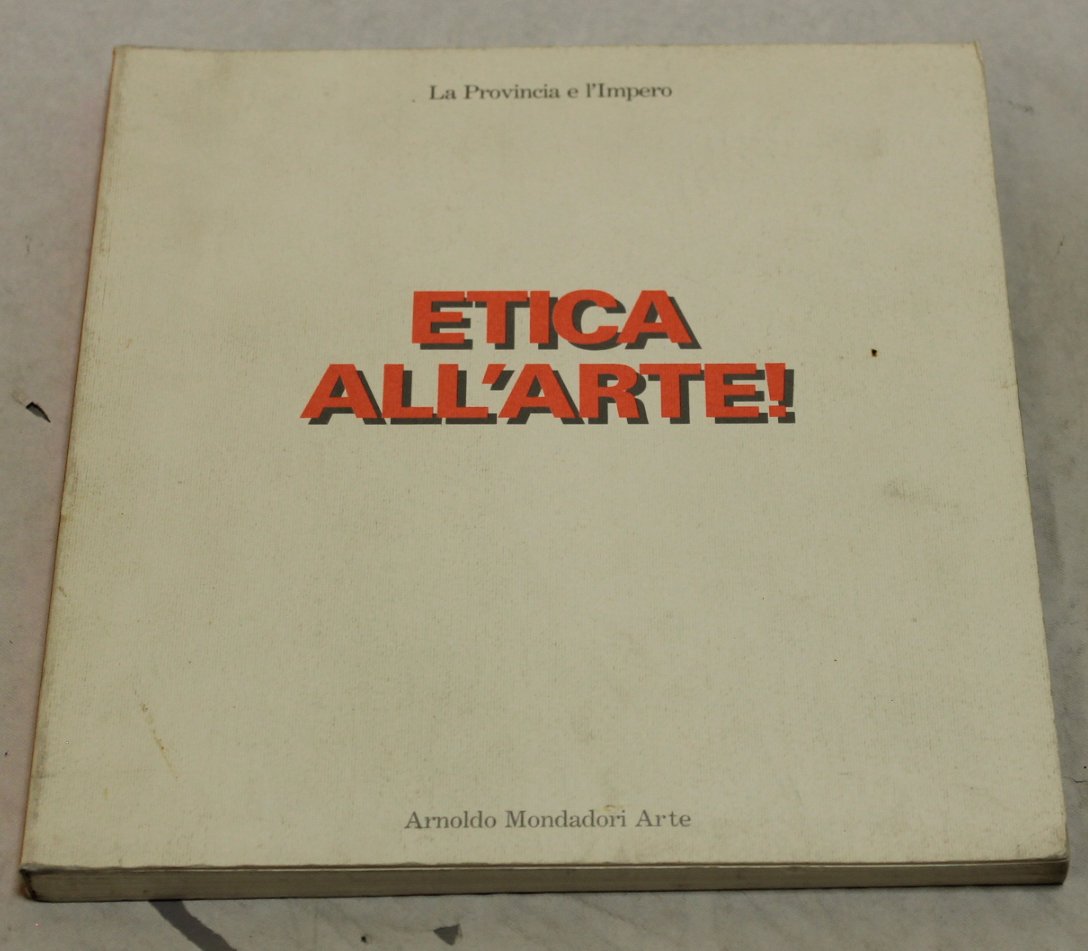 La Provincia e l'Impero
ETICA
ALL'ARTE!
Arnoldo Mondadori Arte